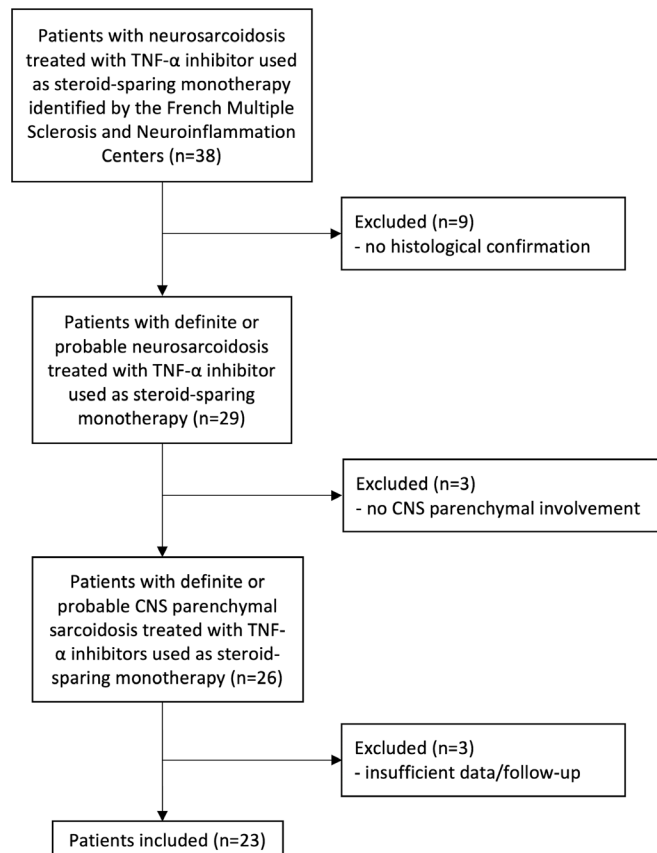 Patients with neurosarcoidosis
treated with TNF-α inhibitor used
as steroid-sparing monotherapy
identified by the French Multiple
Sclerosis and Neuroinflammation
Centers (n=38)
Excluded (n=9)
- no histological confirmation
Patients with definite or
probable neurosarcoidosis
treated with TNF-α inhibitor
used as steroid-sparing
monotherapy (n=29)
Excluded (n=3)
- no CNS parenchymal involvement
Patients with definite or
probable CNS parenchymal
sarcoidosis treated with TNF-
α inhibitors used as steroid-
sparing monotherapy (n=26)
Excluded (n=3)
- insufficient data/follow-up
Patients included (n=23)